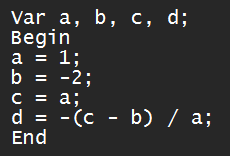 Var a, b, c, d;
Begin
a = 1;
b = -2;
c = a;
d = -(c - b) / a;
End